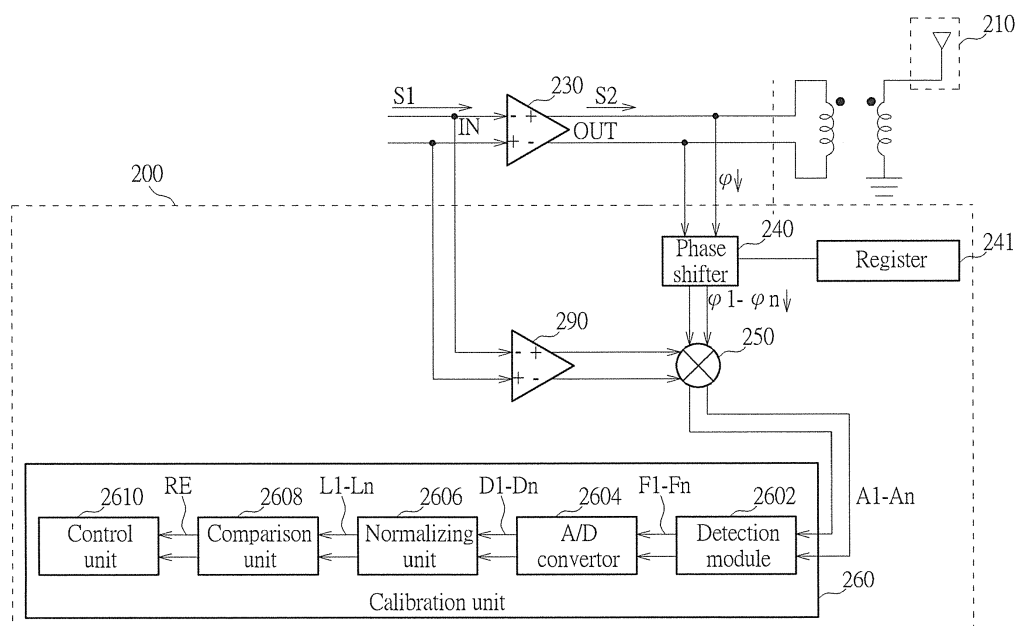 210
230
S1
S2
- +
IN
OUT
+ -
200
φ↓
240
241
Phase
shifter
Register
φ1-φn↓
290
250
- +
+ -
A1-An
2610
RE
2608
L1-Ln
2606
D1-Dn
2604
F1-Fn
2602
Control
unit
Comparison
unit
Normalizing
unit
A/D
convertor
Detection
module
260
Calibration unit